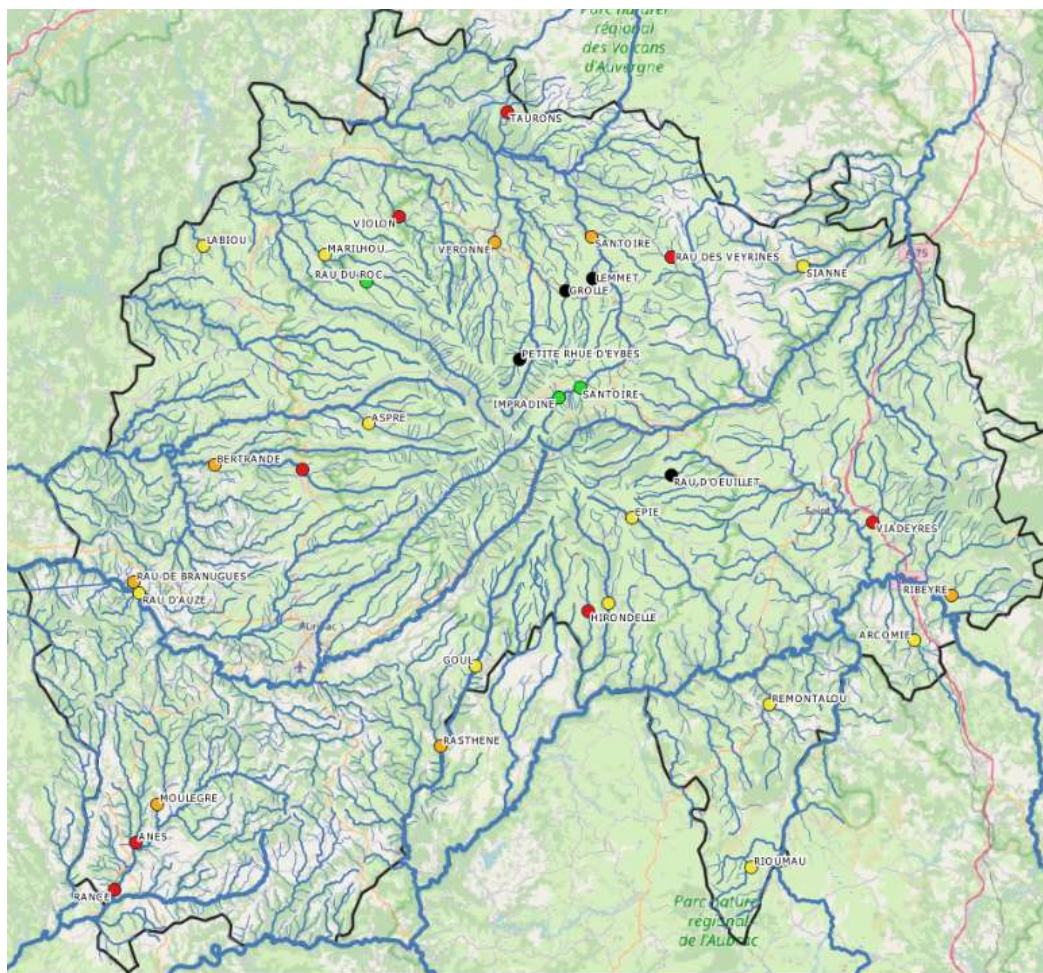 Parc naturel
régional
des Volcans
d'Auvergne
TAURONS
VIOLON
LABIOU
MARILHOU
VERONNE
SANTOIRE
RAU DES VEYRINES
A 75
SIANNE
RAU DU ROC
LEMMET
GROLLE
PETITE RHUE D'EYBES
IMPRADINE
SANTOIRE
ASPRE
BERTRANDE
RAU D'OEUILLET
EPIE
VIADEYRES
RAU DE BRANUGUES
RAU D'AUZE
RIBEYRE
HIRONDELLE
ARCOMIE
GOUL
REMONTALOU
RASTHENE
MOULEGRE
ANES
RANCE
RIOUMAU
Parc naturel
régional
de l'Aubrac